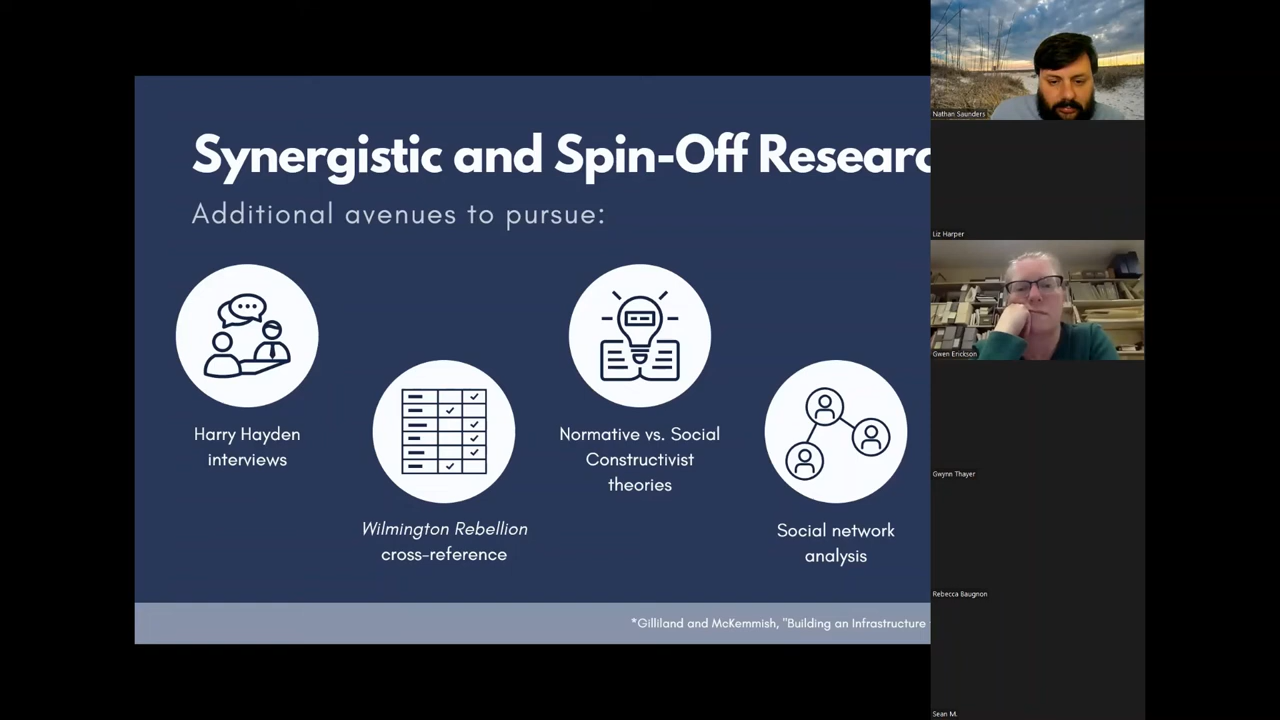 Synergistic and Spin-Off Researc
Additional avenues to pursue:
Harry Hayden
interviews
Wilmington Rebellion
cross-reference
Normative vs. Social
Constructivist
theories
Social network
analysis
*Gilliland and McKemmish, "Building an Infrastructure
Nathan Saunders
Liz Harper
Gwen Erickson
Gwynn Thayer
Rebecca Baugnon
Sean M.